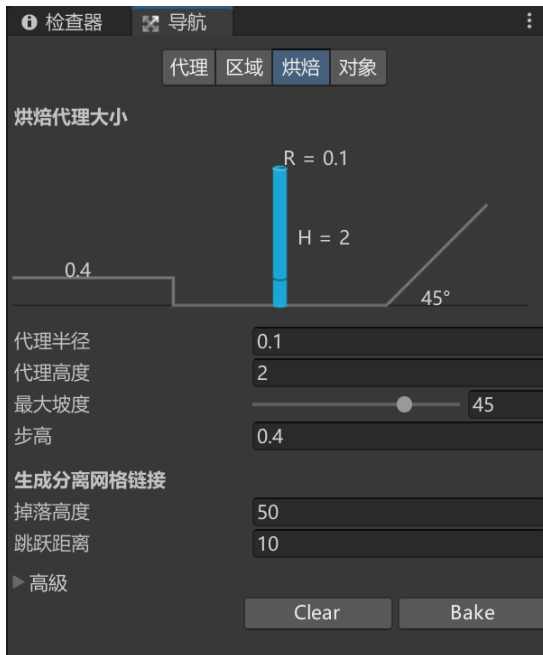 检查器 导航
代理 区域 烘焙 对象
烘焙代理大小
R = 0.1
H = 2
0.4
45°
代理半径 0.1
代理高度 2
最大坡度 45
步高 0.4
生成分离网格链接
掉落高度 50
跳跃距离 10
高級
Clear Bake